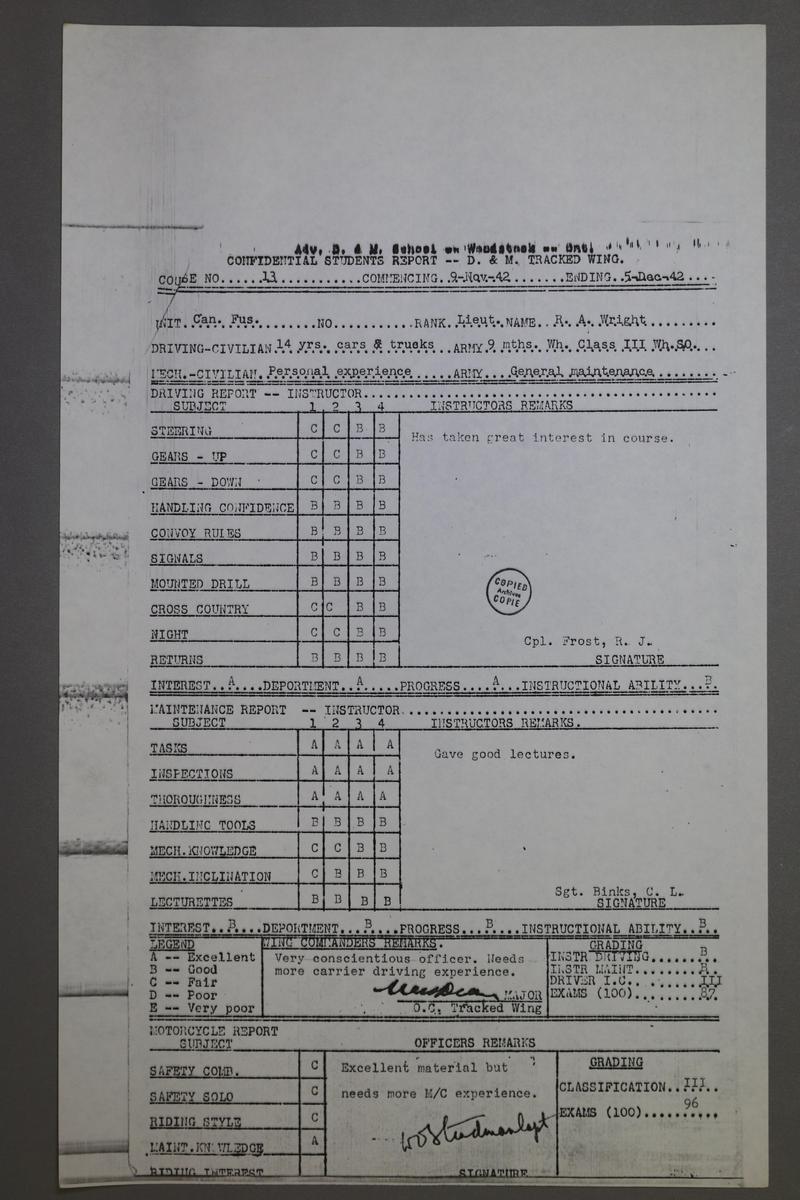 Adv. D. & M. School -- Woodstock -- Ont.
CONFIDENTIAL STUDENTS REPORT -- D. & M. TRACKED WING.
COURSE NO......13...........COMMENCING..9-Nov.-42.......ENDING..5-Dec-42....
UNIT. Can. Fus.........NO...........RANK. Lieut. NAME.. R. A. Wright.........
DRIVING-CIVILIAN 14 yrs. cars & trucks...ARMY. 9 mths. Wh. Class III Wh.SQ...
MECH.-CIVILIAN. Personal experience.....ARMY....General maintenance........
DRIVING REPORT -- INSTRUCTOR...............................................
SUBJECT 1 2 3 4 INSTRUCTORS REMARKS
STEERING C C B B Has taken great interest in course.
GEARS - UP C C B B
GEARS - DOWN C C B B
HANDLING CONFIDENCE B B B B
CONVOY RULES B B B B
SIGNALS B B B B
MOUNTED DRILL B B B B
COPIED
Archives
COPIE
CROSS COUNTRY C C B B
NIGHT C C B B Cpl. Frost, R. J.
RETURNS B B B B SIGNATURE
INTEREST..A....DEPORTMENT..A.....PROGRESS....A...INSTRUCTIONAL ABILITY...B.
MAINTENANCE REPORT -- INSTRUCTOR.........................................
SUBJECT 1 2 3 4 INSTRUCTORS REMARKS.
TASKS A A A A Gave good lectures.
INSPECTIONS A A A A
THOROUGHNESS A A A A
HANDLING TOOLS B B B B
MECH.KNOWLEDGE C C B B
MECH.INCLINATION C B B B
LECTURETTES B B B B Sgt. Binks, C. L.
SIGNATURE
INTEREST..B....DEPORTMENT...B....PROGRESS...B....INSTRUCTIONAL ABILITY..B.
LEGEND WING COMMANDERS REMARKS. GRADING
A -- Excellent Very conscientious officer. Needs INSTR DRIVING.......B.
B -- Good more carrier driving experience. INSTR MAINT........B.
C -- Fair DRIVER I.C........III
D -- Poor MAJOR EXAMS (100)........87.
E -- Very poor O.C, Tracked Wing
MOTORCYCLE REPORT
SUBJECT OFFICERS REMARKS
SAFETY COMB. C Excellent material but GRADING
SAFETY SOLO C needs more M/C experience. CLASSIFICATION..III..
RIDING STYLE C EXAMS (100).....96.....
MAINT.KNOWLEDGE A
RIDING INTEREST SIGNATURE